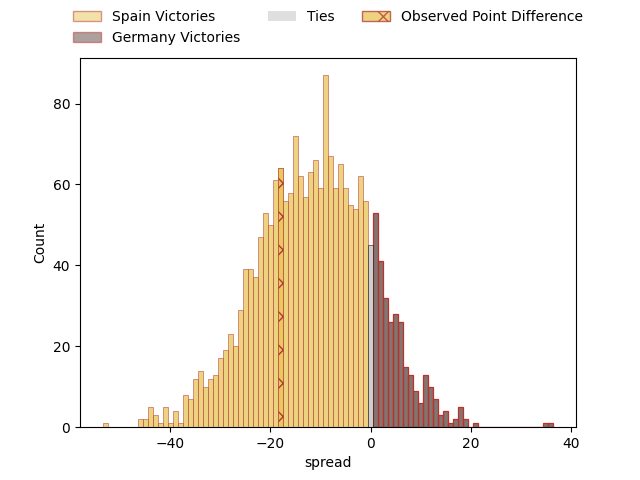 Spain Victories
Germany Victories
Ties
Observed Point Difference
Count
80
60
40
20
0
−40
−20
0
20
40
spread